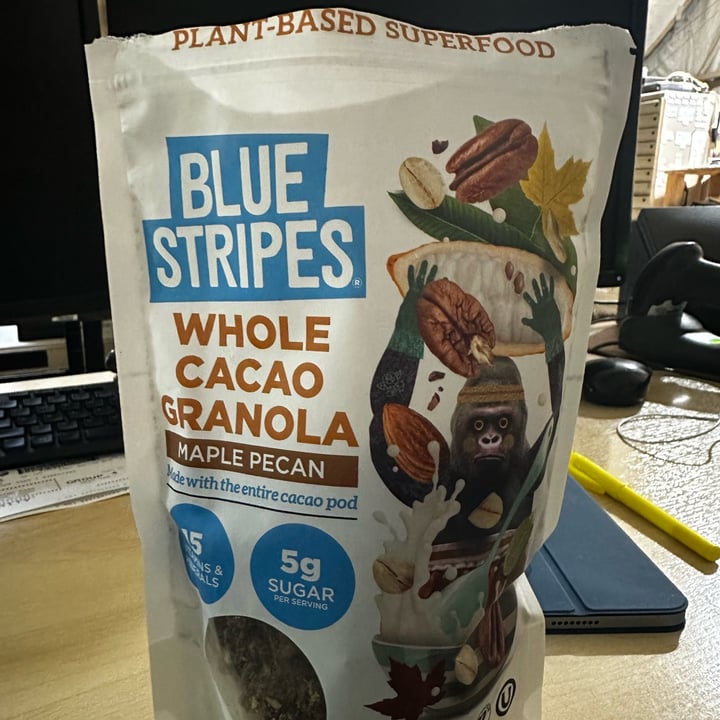 PLANT-BASED SUPERFOOD
BLUE
STRIPES®
WHOLE
CACAO
GRANOLA
MAPLE PECAN
Made with the entire cacao pod
15
&
5g
SUGAR
PER SERVING
U